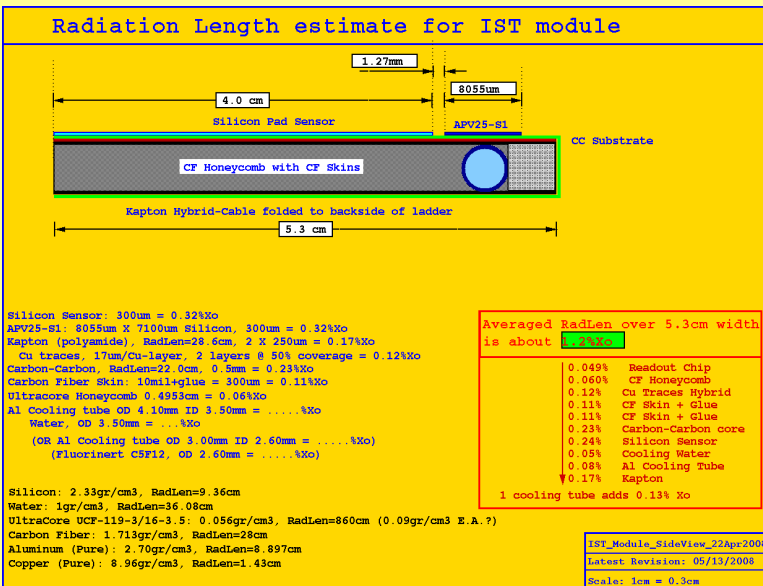 Radiation Length estimate for IST module
1.27mm
8055um
4.0 cm
Silicon Pad Sensor
APV25-S1
CC Substrate
CF Honeycomb with CF Skins
Kapton Hybrid-Cable folded to backside of ladder
5.3 cm
Silicon Sensor: 300um = 0.32%Xo
APV25-S1: 8055um X 7100um Silicon, 300um = 0.32%Xo
Kapton (polyamide), RadLen=28.6cm, 2 X 250um = 0.17%Xo
Cu traces, 17um/Cu-layer, 2 layers @ 50% coverage = 0.12%Xo
Carbon-Carbon, RadLen=22.0cm, 0.5mm = 0.23%Xo
Carbon Fiber Skin: 10mil+glue = 300um = 0.11%Xo
Ultracore Honeycomb 0.4953cm = 0.06%Xo
Al Cooling tube OD 4.10mm ID 3.50mm = .....%Xo
Water, OD 3.50mm = ...%Xo
(OR Al Cooling tube OD 3.00mm ID 2.60mm = .....%Xo)
(Fluorinert C5F12, OD 2.60mm = .....%Xo)
Silicon: 2.33gr/cm3, RadLen=9.36cm
Water: 1gr/cm3, RadLen=36.08cm
UltraCore UCF-119-3/16-3.5: 0.056gr/cm3, RadLen=860cm (0.09gr/cm3 E.A.?)
Carbon Fiber: 1.713gr/cm3, RadLen=28cm
Aluminum (Pure): 2.70gr/cm3, RadLen=8.897cm
Copper (Pure): 8.96gr/cm3, RadLen=1.43cm
Averaged RadLen over 5.3cm width
is about 1.2%Xo
0.049% Readout Chip
0.060% CF Honeycomb
0.12% Cu Traces Hybrid
0.11% CF Skin + Glue
0.11% CF Skin + Glue
0.23% Carbon-Carbon core
0.24% Silicon Sensor
0.05% Cooling Water
0.08% Al Cooling Tube
0.17% Kapton
1 cooling tube adds 0.13% Xo
IST_Module_SideView_22Apr2008
Latest Revision: 05/13/2008
Scale: 1cm = 0.3cm